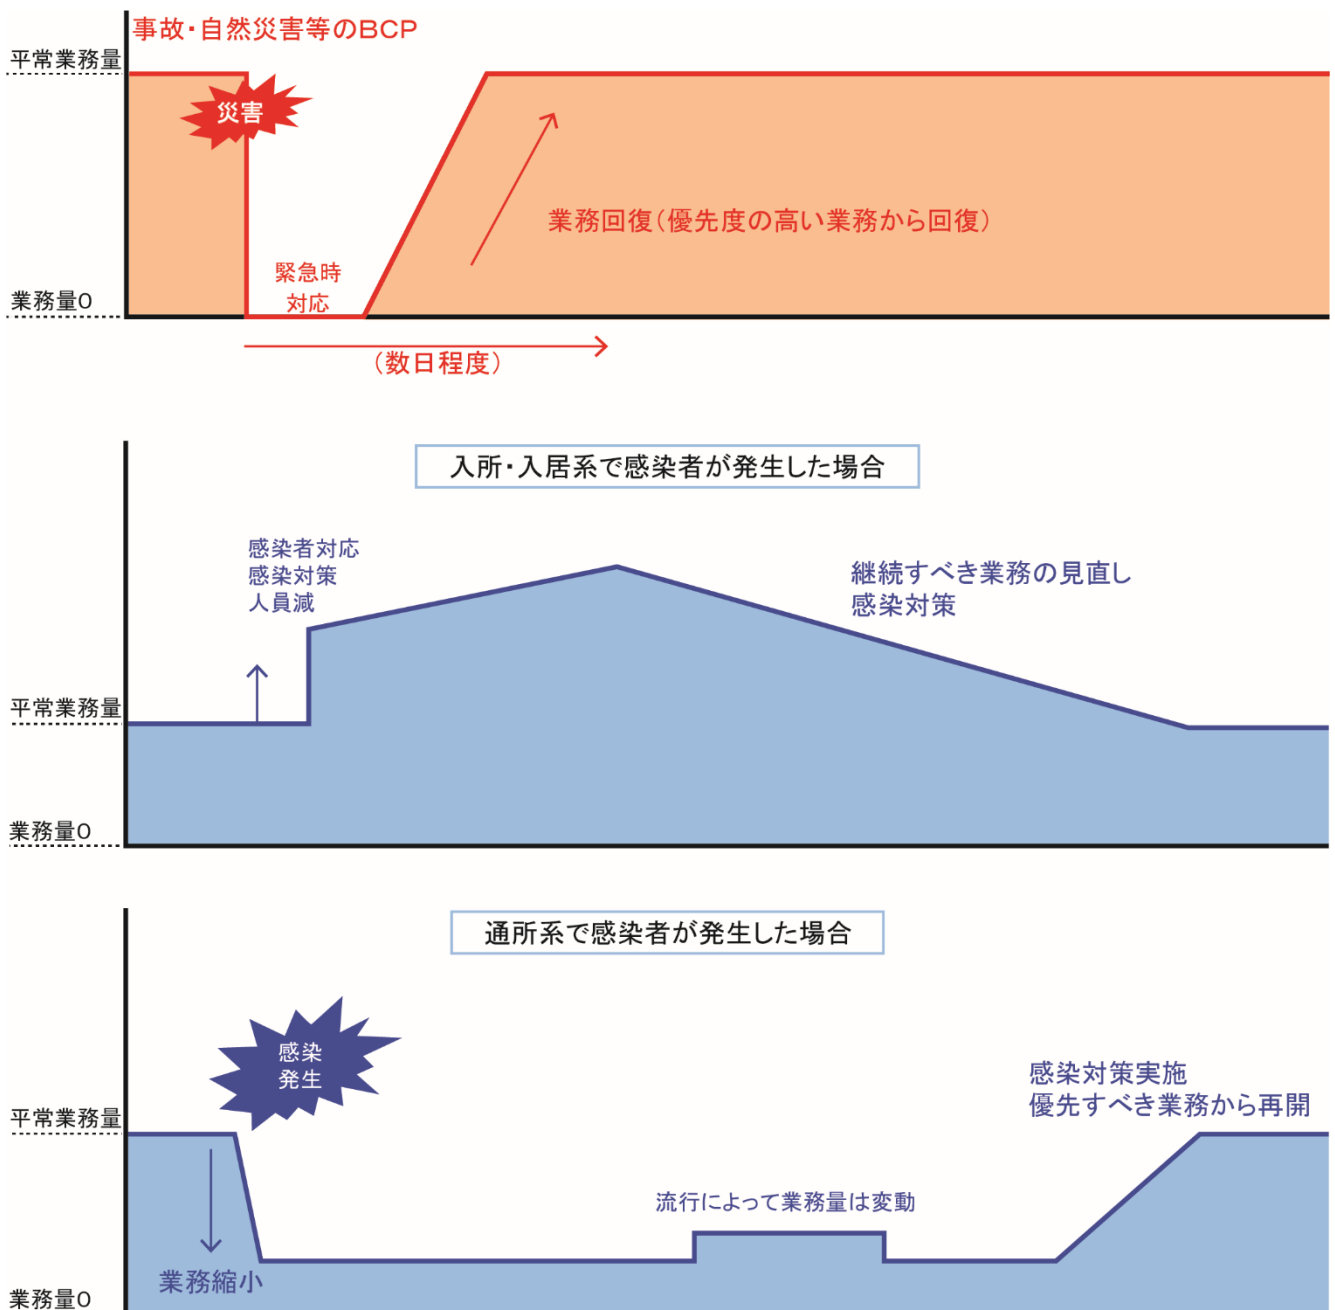 事故・自然災害等のBCP
平常業務量
災害
業務回復(優先度の高い業務から回復)
緊急時
対応
業務量0
(数日程度)
入所・入居系で感染者が発生した場合
感染者対応
感染対策
人員減
継続すべき業務の見直し
感染対策
平常業務量
業務量0
通所系で感染者が発生した場合
感染
発生
感染対策実施
優先すべき業務から再開
平常業務量
流行によって業務量は変動
業務縮小
業務量0